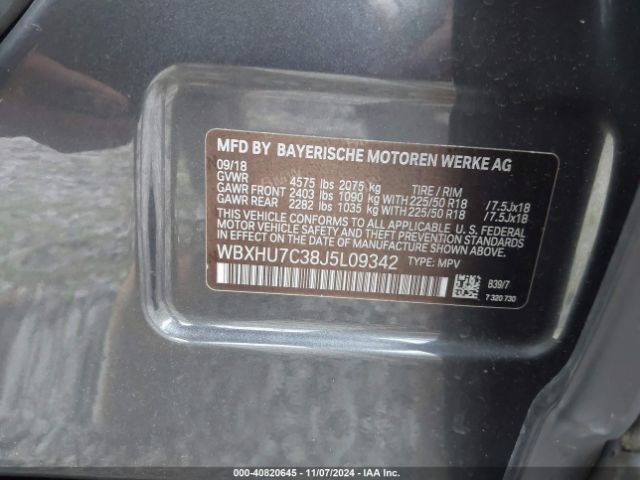 MFD BY BAYERISCHE MOTOREN WERKE AG
09/18
GVWR 4575 lbs 2075 kg TIRE / RIM
GAWR FRONT 2403 lbs 1090 kg WITH 225/50 R18 /7.5Jx18
GAWR REAR 2282 lbs 1035 kg WITH 225/50 R18 /7.5Jx18
THIS VEHICLE CONFORMS TO ALL APPLICABLE U. S. FEDERAL
MOTOR VEHICLE SAFETY, BUMPER, AND THEFT PREVENTION
STANDARDS IN EFFECT ON THE DATE OF MANUFACTURE SHOWN ABOVE.
WBXHU7C38J5L09342 TYPE: MPV
B39/7
7 320 730
000-40820645 - 11/07/2024 - IAA Inc.